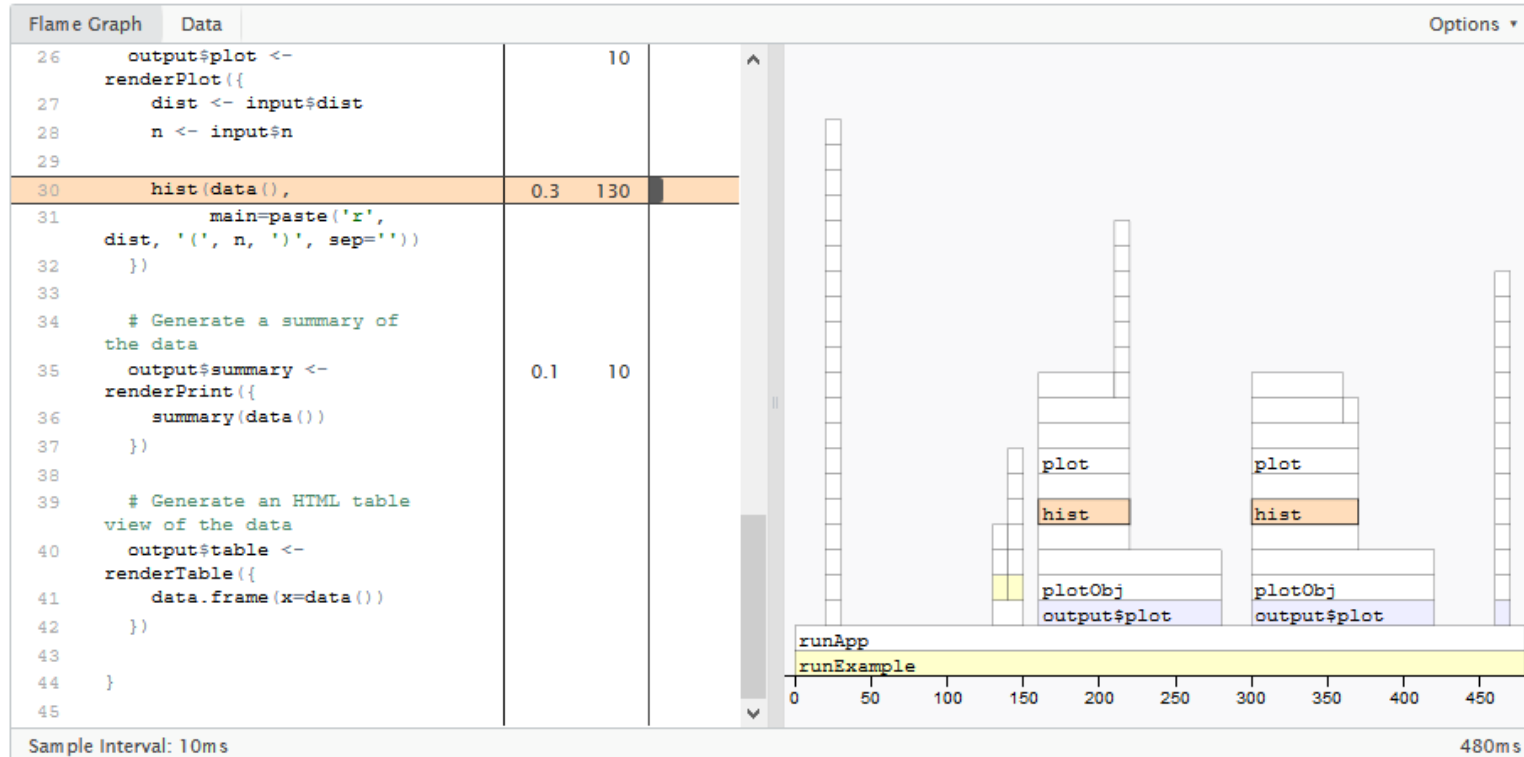 Flame Graph Data Options ▾
26 output$plot <- 10
renderPlot({
27 dist <- input$dist
28 n <- input$n
29
30 hist(data(), 0.3 130
31 main=paste('r',
dist, '(', n, ')', sep=''))
32 })
33
34 # Generate a summary of
the data
35 output$summary <- 0.1 10
renderPrint({
36 summary(data())
37 })
38
39 # Generate an HTML table
view of the data
40 output$table <-
renderTable({
41 data.frame(x=data())
42 })
43
44 }
45
plot plot
hist hist
plotObj plotObj
output$plot output$plot
runApp
runExample
0 50 100 150 200 250 300 350 400 450
Sample Interval: 10ms 480ms